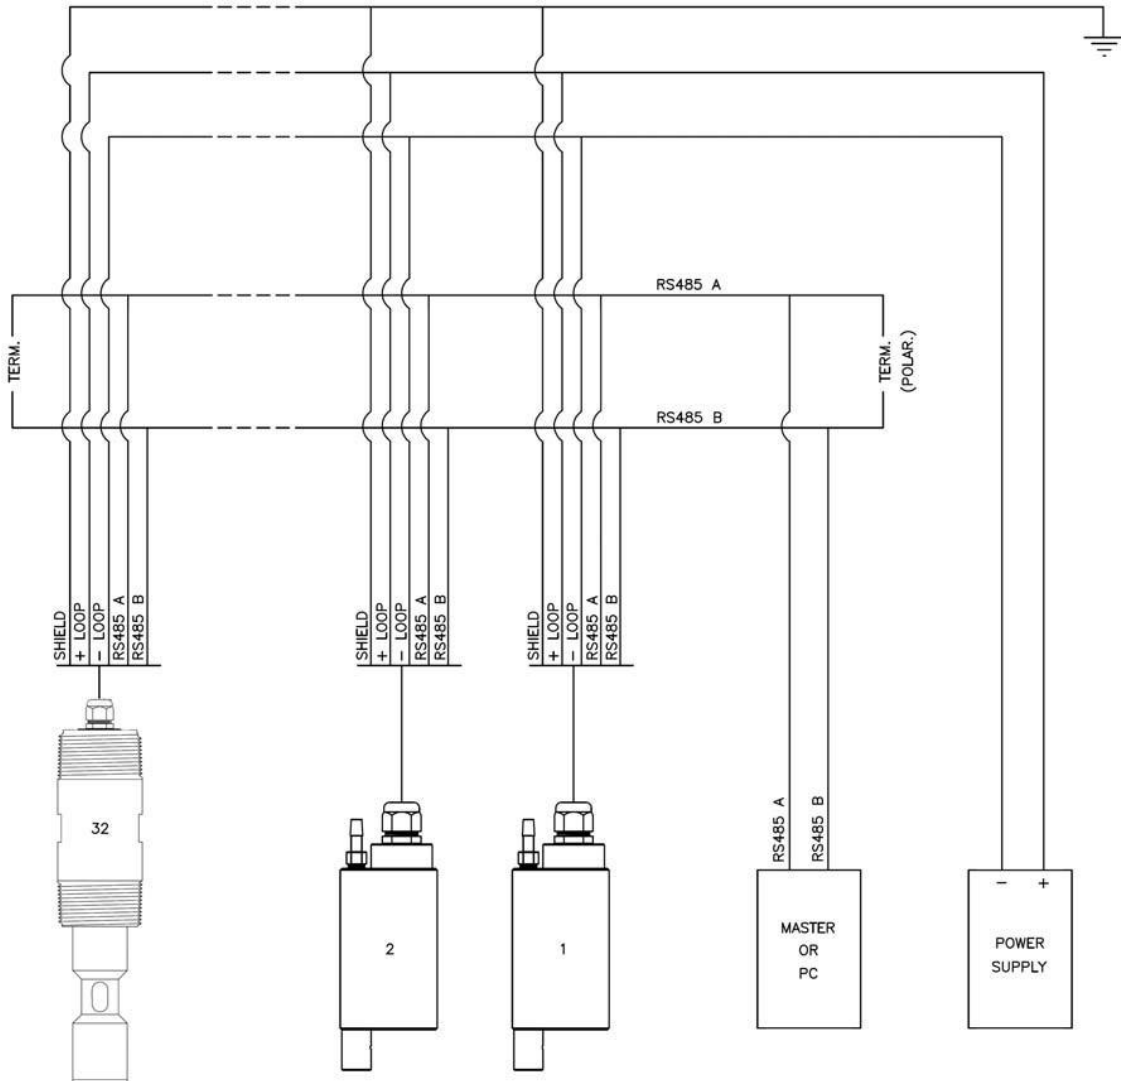 RS485 A
TERM.
TERM.
(POLAR.)
RS485 B
SHIELD
+ LOOP
- LOOP
RS485 A
RS485 B
SHIELD
+ LOOP
- LOOP
RS485 A
RS485 B
SHIELD
+ LOOP
- LOOP
RS485 A
RS485 B
RS485 A
RS485 B
32
2
1
MASTER
OR
PC
- +
POWER
SUPPLY